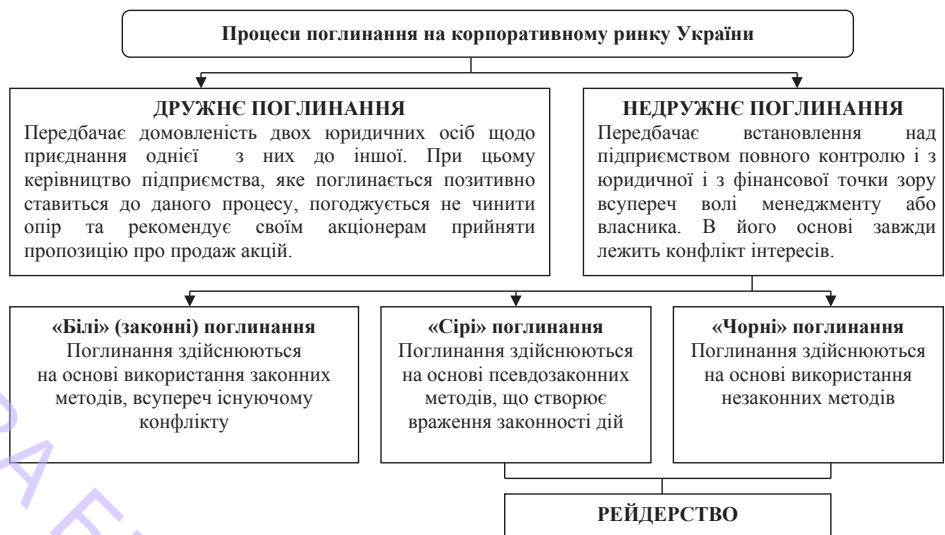 Процеси поглинання на корпоративному ринку України
ДРУЖНЄ ПОГЛИНАННЯ
Передбачає домовленість двох юридичних осіб щодо
приєднання однієї з них до іншої. При цьому
керівництво підприємства, яке поглинається позитивно
ставиться до даного процесу, погоджується не чинити
опір та рекомендує своїм акціонерам прийняти
пропозицію про продаж акцій.
НЕДРУЖНЄ ПОГЛИНАННЯ
Передбачає встановлення над
підприємством повного контролю і з
юридичної і з фінансової точки зору
всупереч волі менеджменту або
власника. В його основі завжди
лежить конфлікт інтересів.
«Білі» (законні) поглинання
Поглинання здійснюються
на основі використання законних
методів, всупереч існуючому
конфлікту
«Сірі» поглинання
Поглинання здійснюються
на основі псевдозаконних
методів, що створює
враження законності дій
«Чорні» поглинання
Поглинання здійснюються
на основі використання
незаконних методів
РЕЙДЕРСТВО